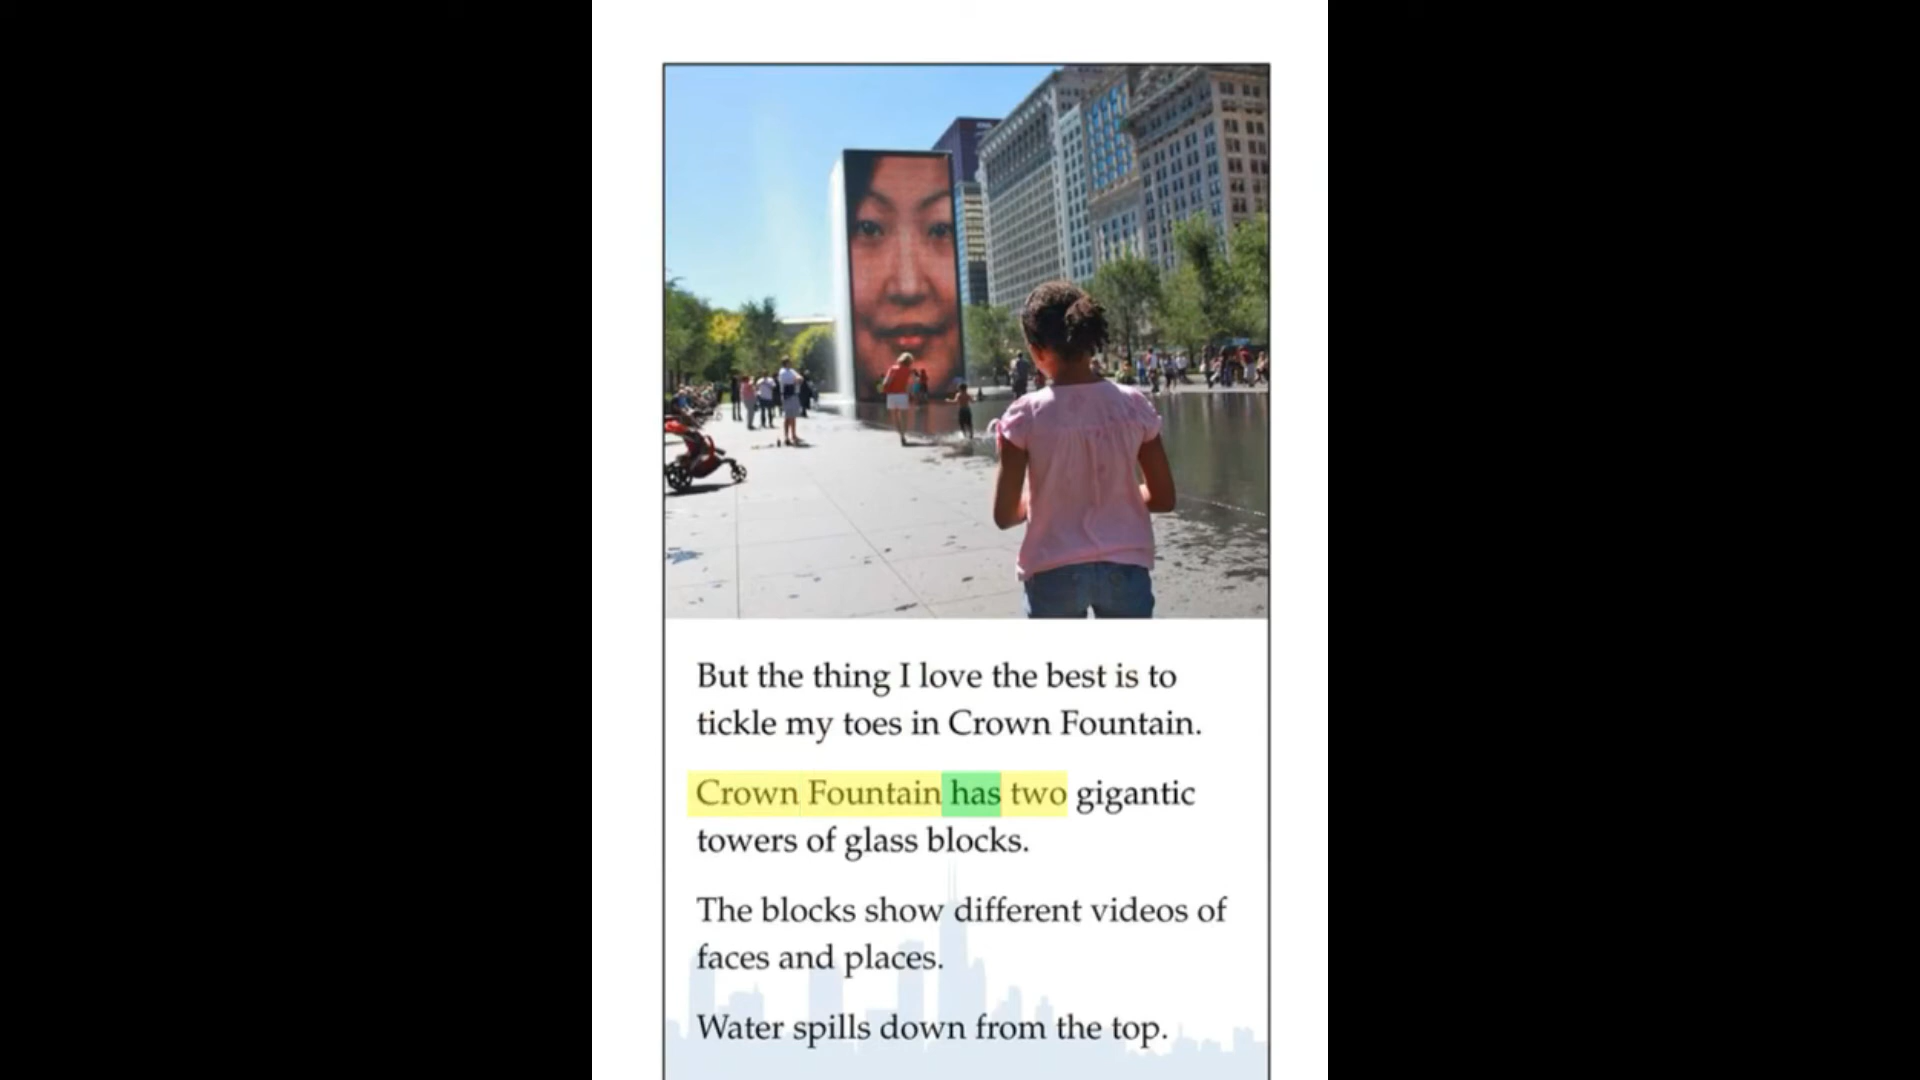 But the thing I love the best is to
tickle my toes in Crown Fountain.
Crown Fountain has two gigantic
towers of glass blocks.
The blocks show different videos of
faces and places.
Water spills down from the top.